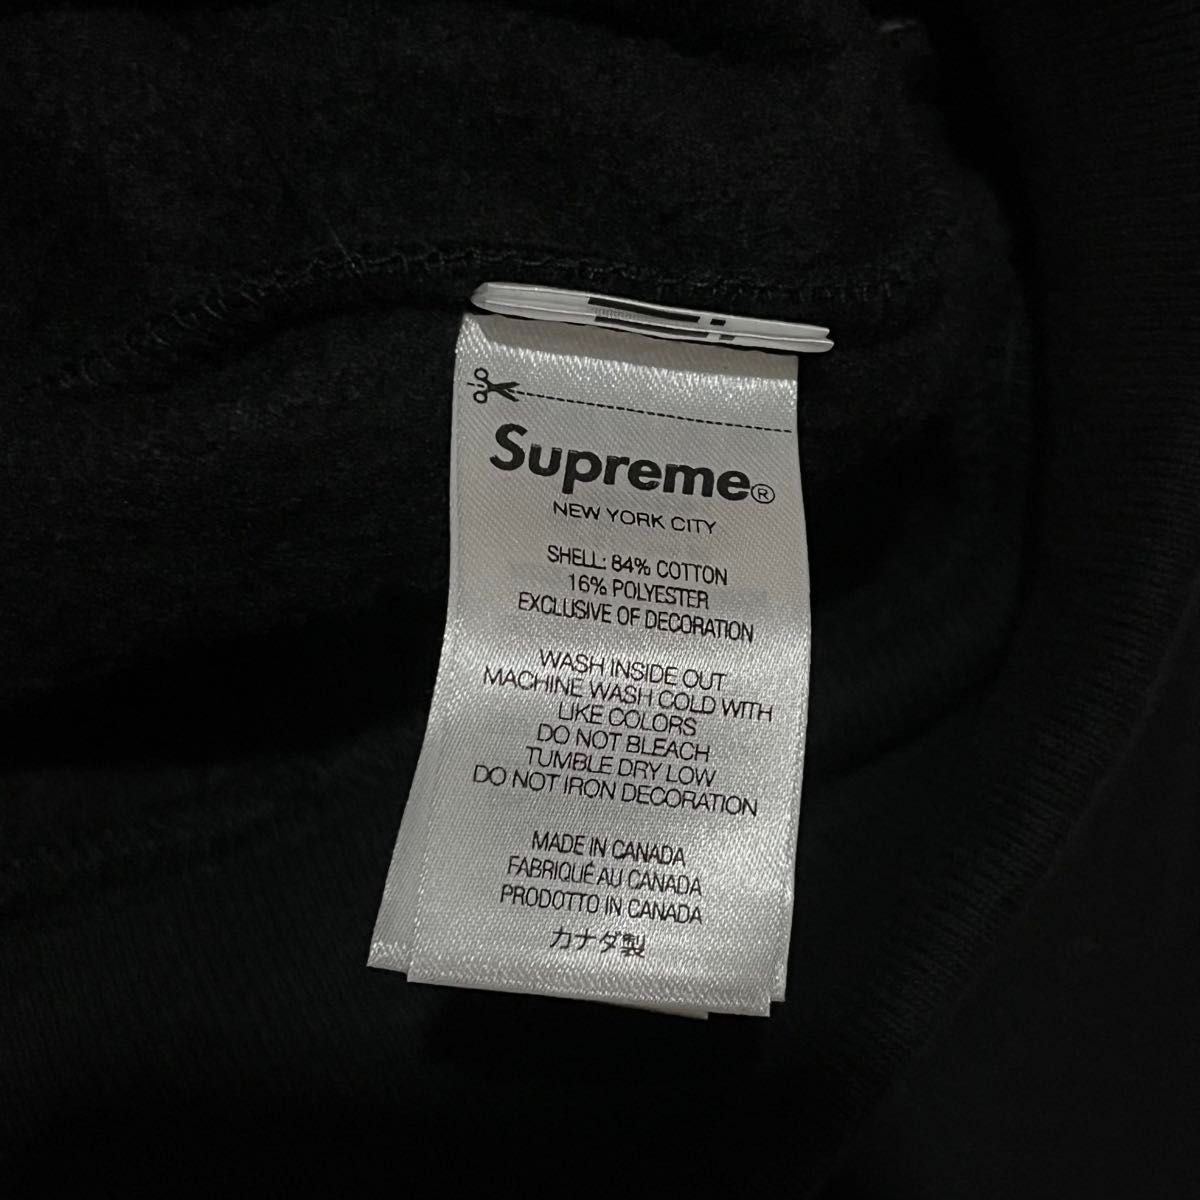 Supreme®
NEW YORK CITY
SHELL: 84% COTTON
16% POLYESTER
EXCLUSIVE OF DECORATION
WASH INSIDE OUT
MACHINE WASH COLD WITH
LIKE COLORS
DO NOT BLEACH
TUMBLE DRY LOW
DO NOT IRON DECORATION
MADE IN CANADA
FABRIQUÉ AU CANADA
PRODOTTO IN CANADA
カナダ製